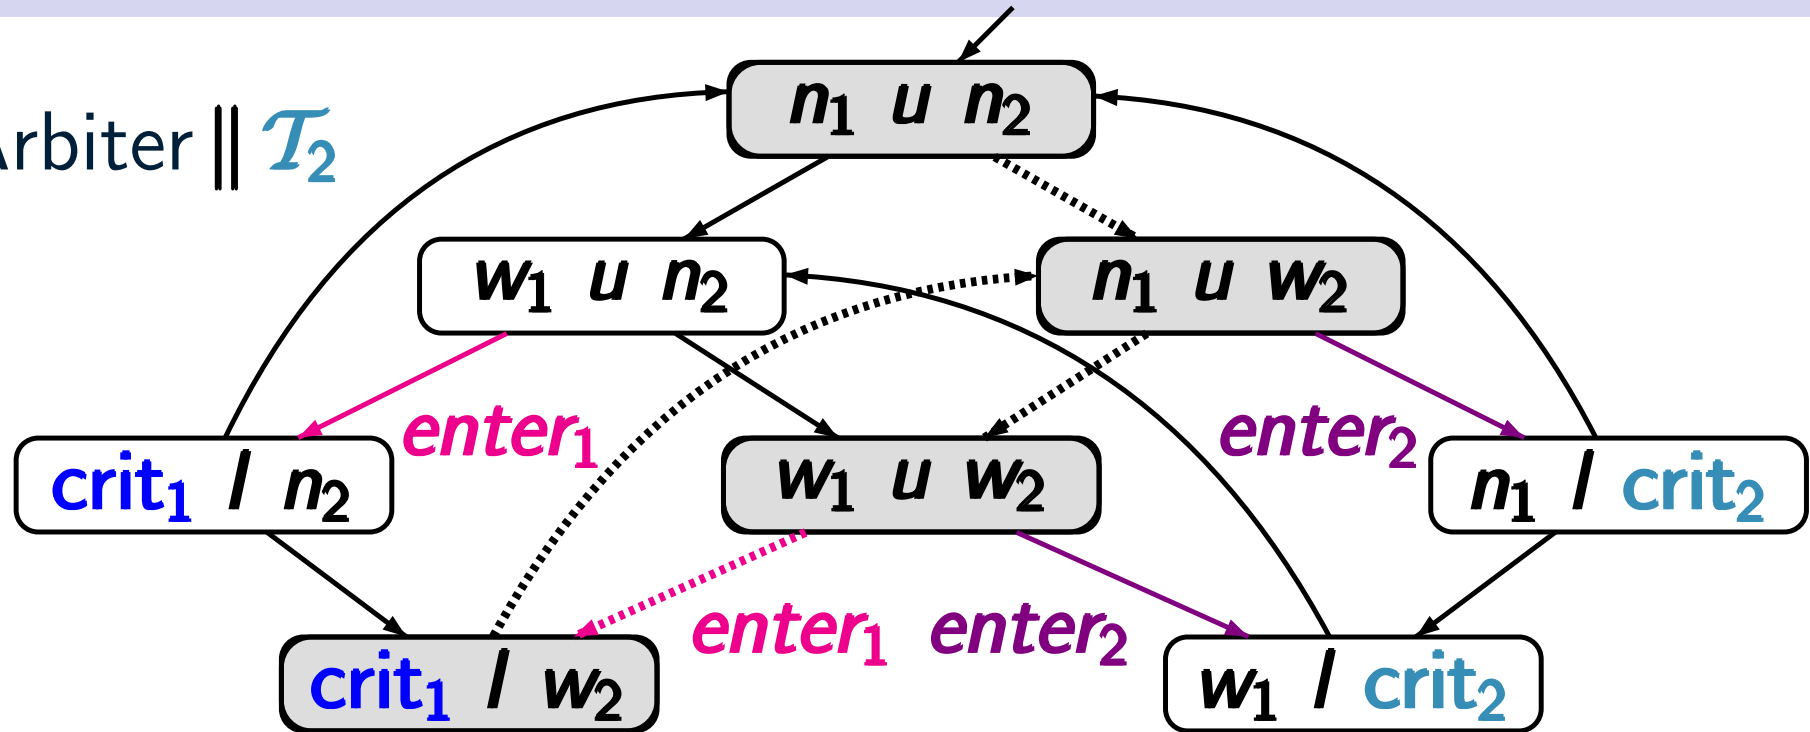 n₁ u n₂
Arbiter ‖ 𝒯₂
w₁ u n₂
n₁ u w₂
enter₁
enter₂
crit₁ l n₂
w₁ u w₂
n₁ l crit₂
enter₁
enter₂
crit₁ l w₂
w₁ l crit₂